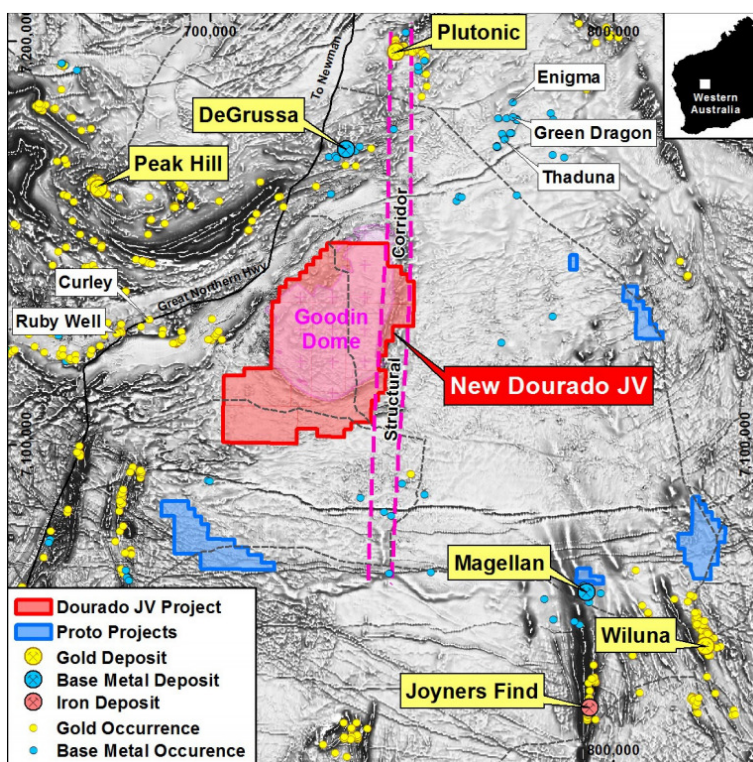 700,000
800,000
7,200,000
7,200,000
Plutonic
To Newman
Enigma
Western
Australia
DeGrussa
Green Dragon
Peak Hill
Thaduna
Corridor
Curley
Great Northern Hwy
Ruby Well
Goodin
Dome
New Dourado JV
Structural
7,100,000
7,100,000
Magellan
Wiluna
Joyners Find
Dourado JV Project
Proto Projects
Gold Deposit
Base Metal Deposit
Iron Deposit
Gold Occurrence
Base Metal Occurence
800,000